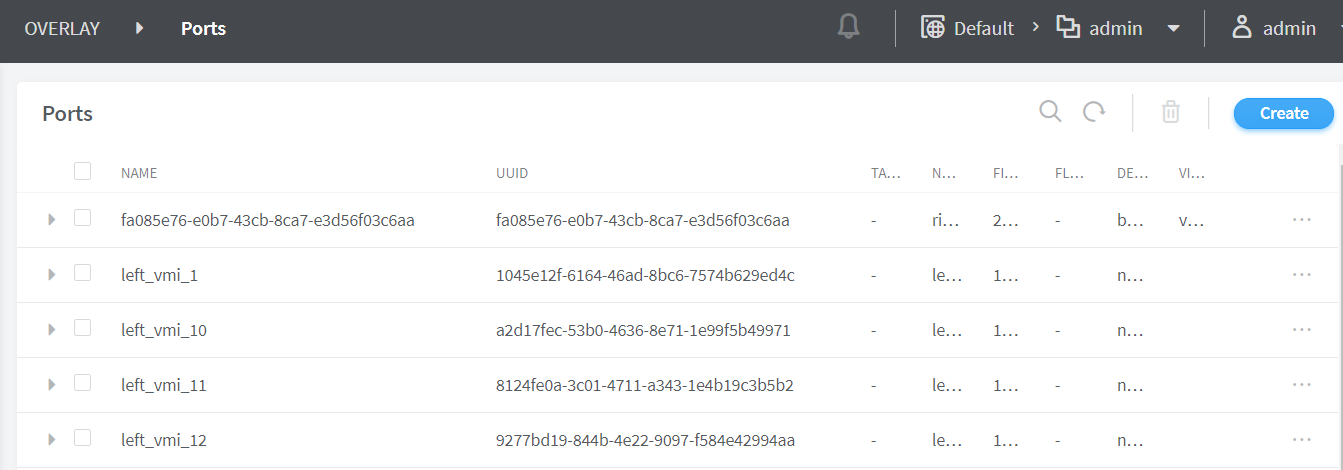 OVERLAY Ports Default admin admin
Ports Create
NAME UUID TA... N... FI... FL... DE... VI...
fa085e76-e0b7-43cb-8ca7-e3d56f03c6aa fa085e76-e0b7-43cb-8ca7-e3d56f03c6aa - ri... 2... - b... v... ...
left_vmi_1 1045e12f-6164-46ad-8bc6-7574b629ed4c - le... 1... - n... ...
left_vmi_10 a2d17fec-53b0-4636-8e71-1e99f5b49971 - le... 1... - n... ...
left_vmi_11 8124fe0a-3c01-4711-a343-1e4b19c3b5b2 - le... 1... - n... ...
left_vmi_12 9277bd19-844b-4e22-9097-f584e42994aa - le... 1... - n... ...